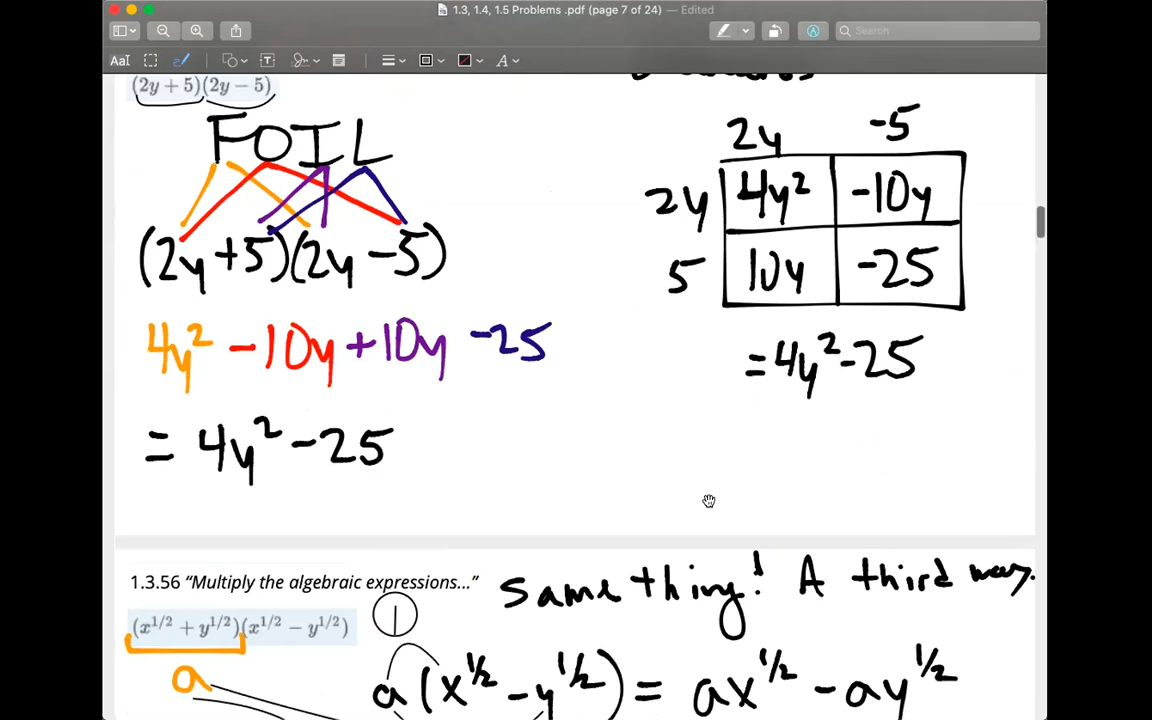 1.3, 1.4, 1.5 Problems .pdf (page 7 of 24) — Edited
Search
AaI
T
A
(2y + 5)(2y − 5)
FOIL
(2y+5)(2y-5)
4y² -10y +10y -25
= 4y² -25
2y -5
2y 4y² -10y
5 10y -25
=4y²-25
1.3.56 “Multiply the algebraic expressions...”
same thing! A third way.
(x^{1/2} + y^{1/2})(x^{1/2} − y^{1/2})
1
a
a(x^{1/2} -y^{1/2}) = ax^{1/2} -ay^{1/2}